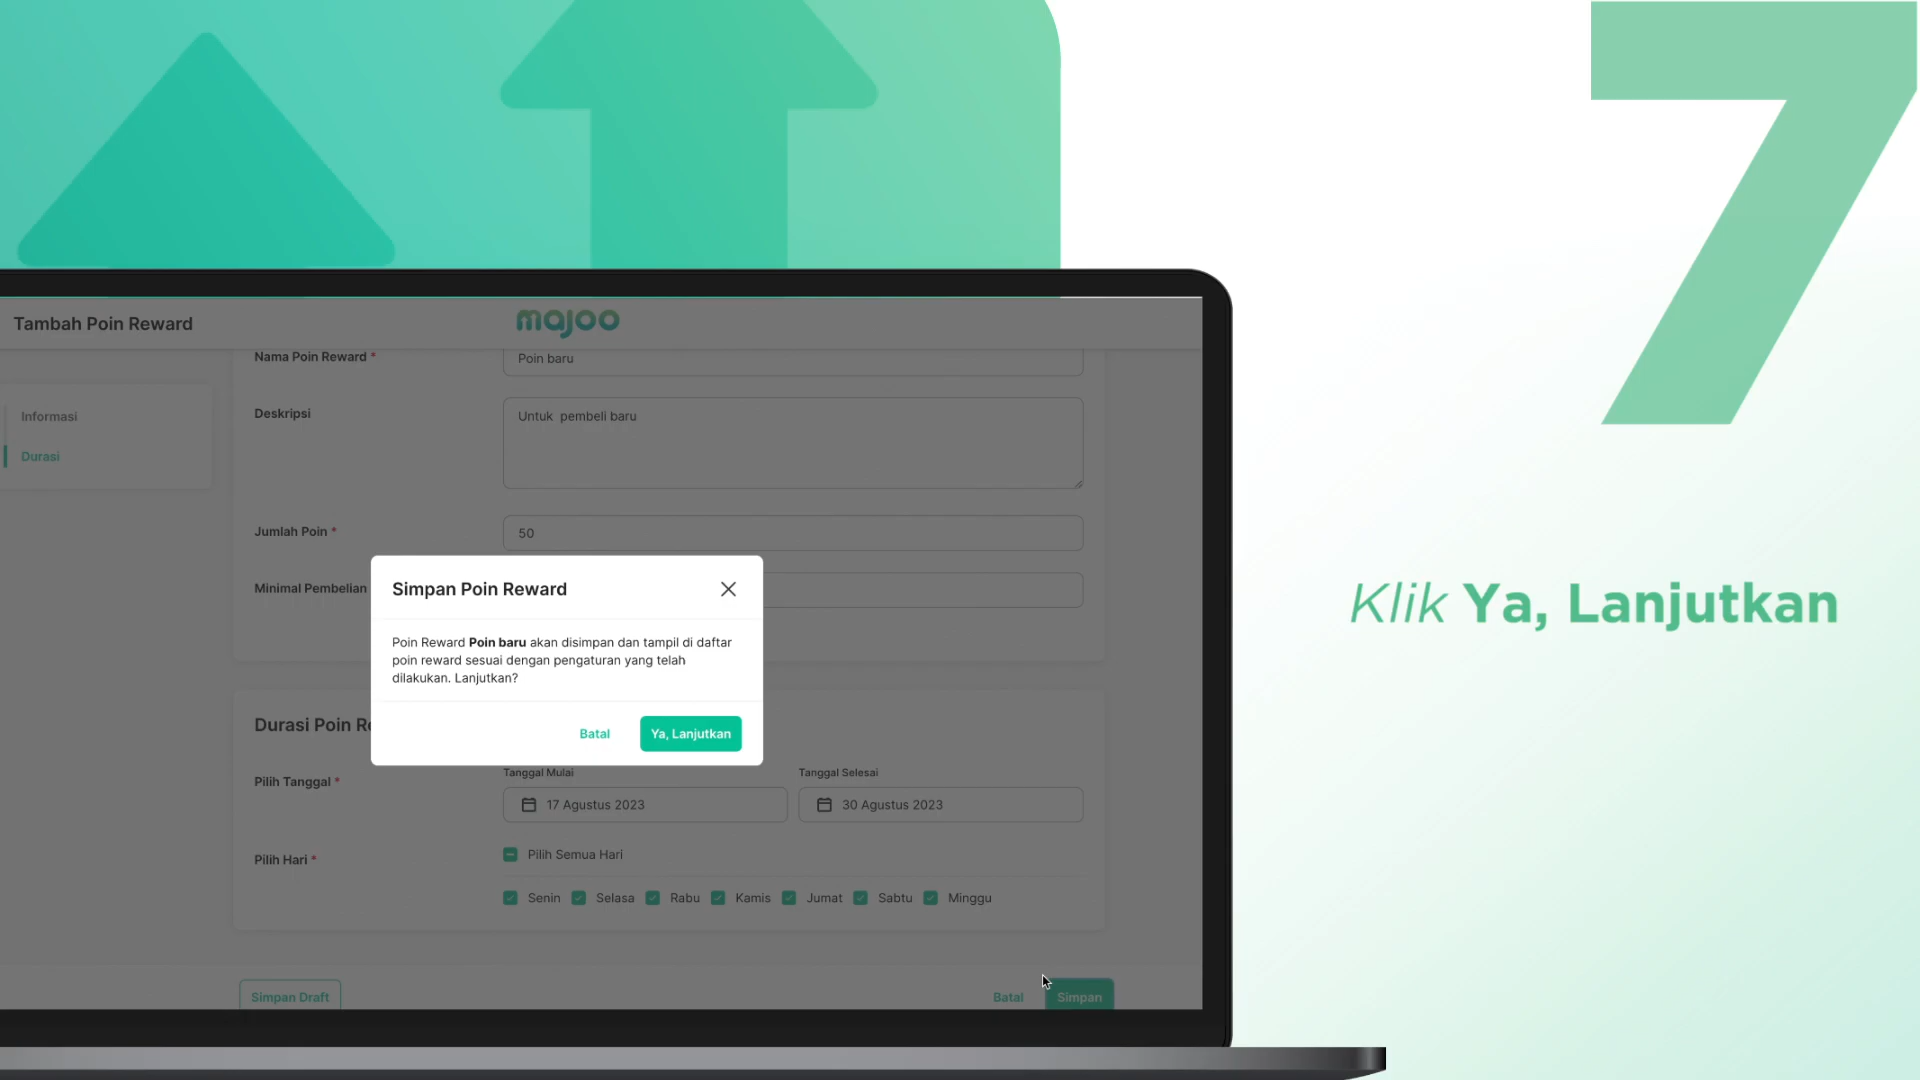 7
Tambah Poin Reward
majoo
Nama Poin Reward *
Poin baru
Informasi
Durasi
Deskripsi
Untuk pembeli baru
Jumlah Poin *
50
Minimal Pembelian
Simpan Poin Reward
Poin Reward Poin baru akan disimpan dan tampil di daftar
poin reward sesuai dengan pengaturan yang telah
dilakukan. Lanjutkan?
Batal
Ya, Lanjutkan
Klik Ya, Lanjutkan
Durasi Poin Re
Pilih Tanggal *
Tanggal Mulai
Tanggal Selesai
17 Agustus 2023
30 Agustus 2023
Pilih Hari *
Pilih Semua Hari
Senin Selasa Rabu Kamis Jumat Sabtu Minggu
Simpan Draft
Batal
Simpan